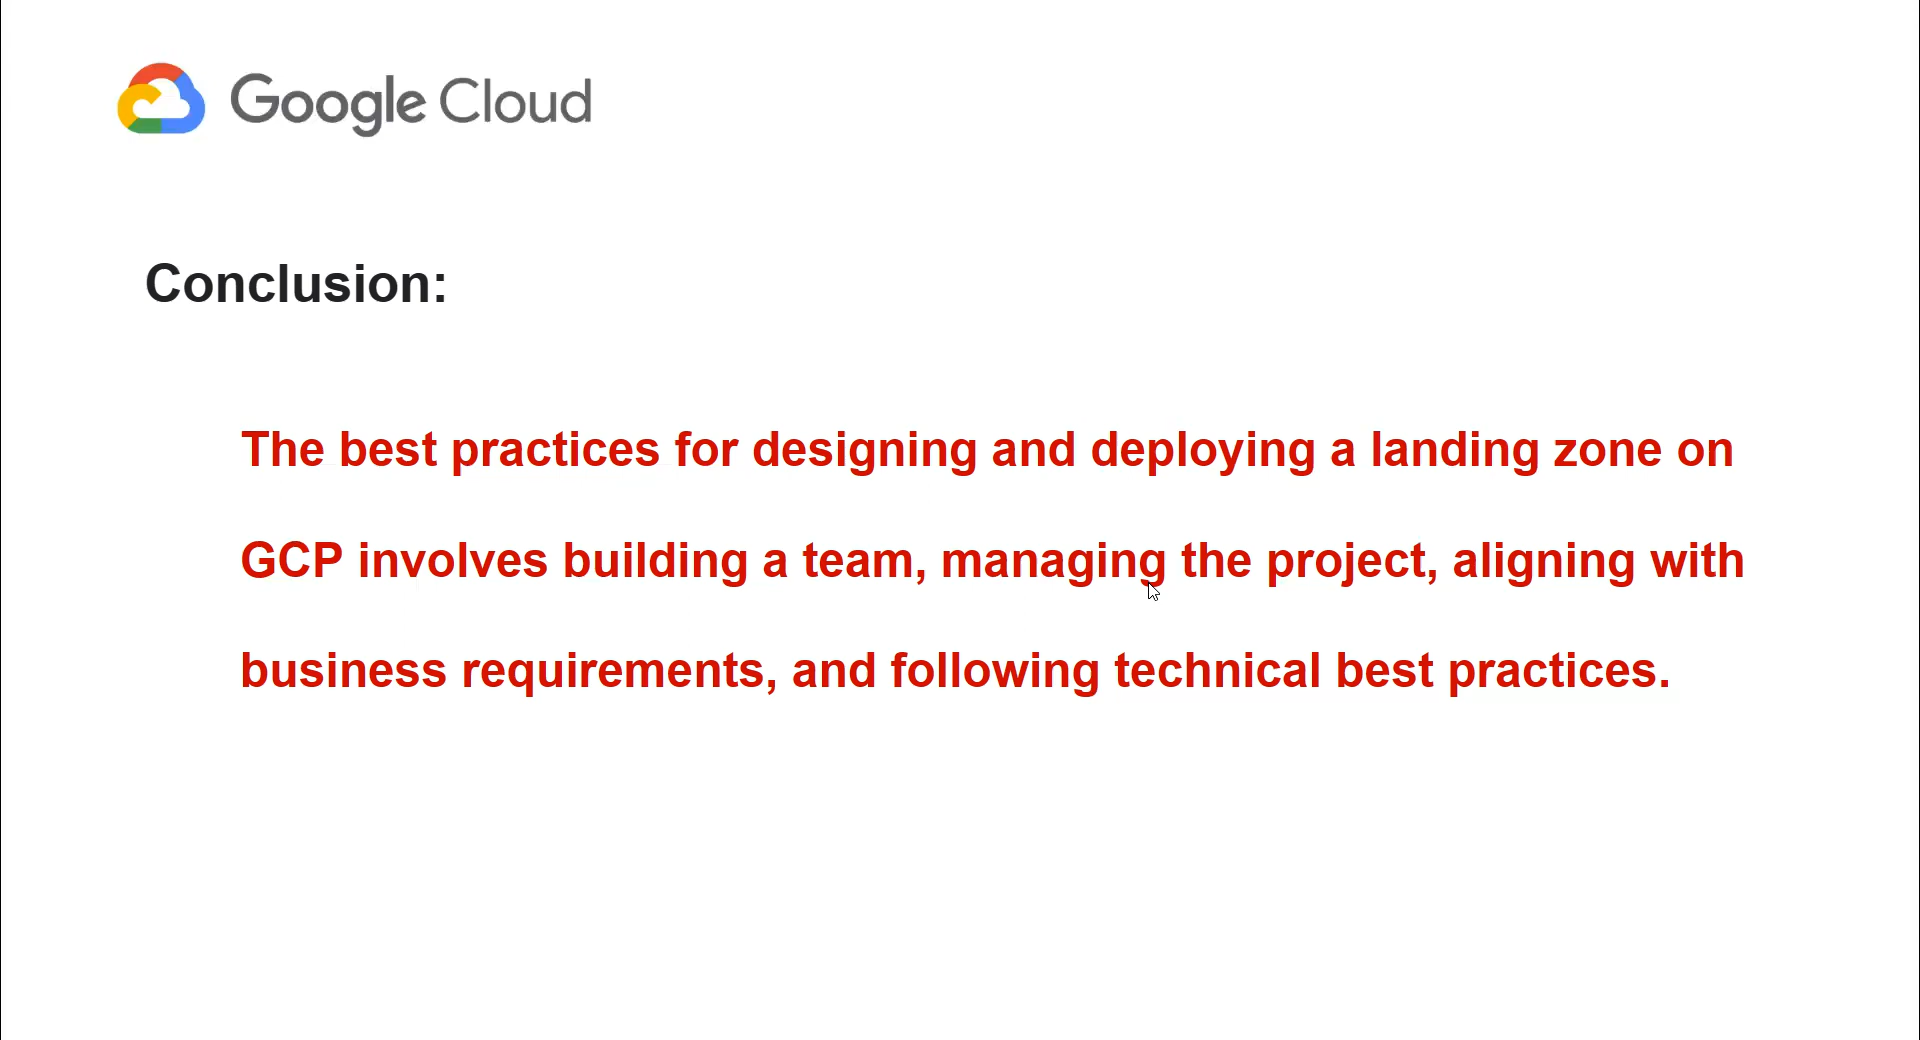 Google Cloud
Conclusion:
The best practices for designing and deploying a landing zone on
GCP involves building a team, managing the project, aligning with
business requirements, and following technical best practices.